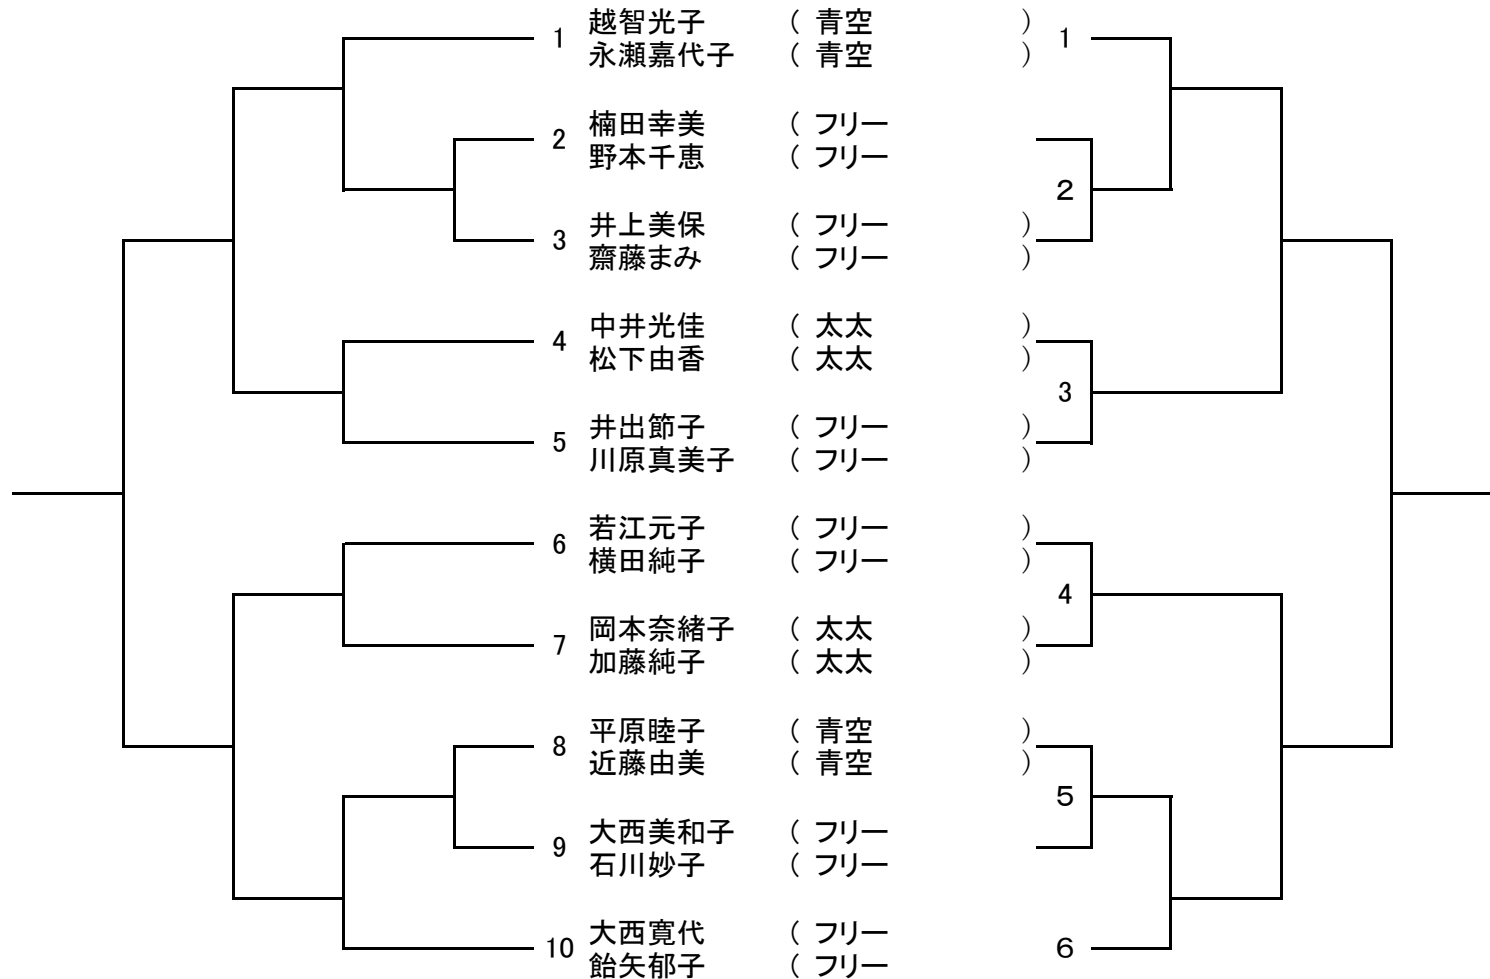 1 越智光子 ( 青空 ) 1
永瀬嘉代子 ( 青空 )
2 楠田幸美 ( フリー
野本千恵 ( フリー
2
3 井上美保 ( フリー )
齋藤まみ ( フリー )
4 中井光佳 ( 太太 )
松下由香 ( 太太 )
3
5 井出節子 ( フリー )
川原真美子 ( フリー )
6 若江元子 ( フリー )
横田純子 ( フリー )
4
7 岡本奈緒子 ( 太太 )
加藤純子 ( 太太 )
8 平原睦子 ( 青空 )
近藤由美 ( 青空 )
5
9 大西美和子 ( フリー
石川妙子 ( フリー
10 大西寛代 ( フリー 6
飴矢郁子 ( フリー